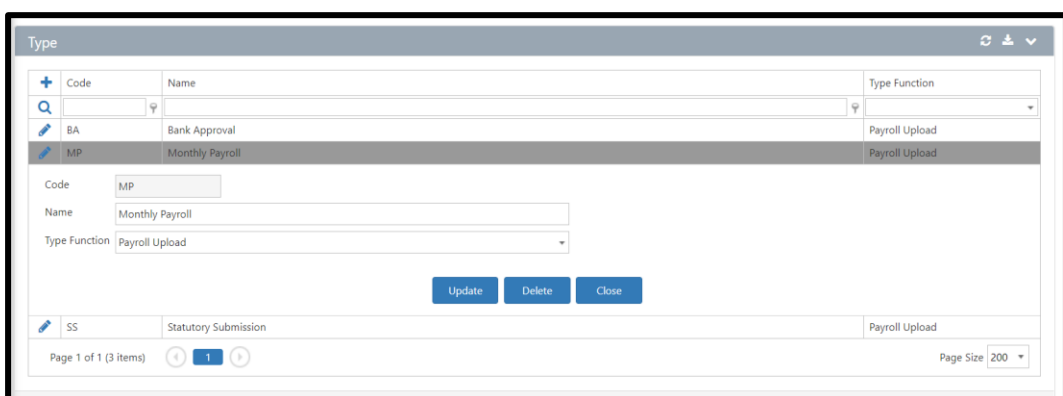 Type
Code Name Type Function
BA Bank Approval Payroll Upload
MP Monthly Payroll Payroll Upload
Code MP
Name Monthly Payroll
Type Function Payroll Upload
Update Delete Close
SS Statutory Submission Payroll Upload
Page 1 of 1 (3 items) 1 Page Size 200